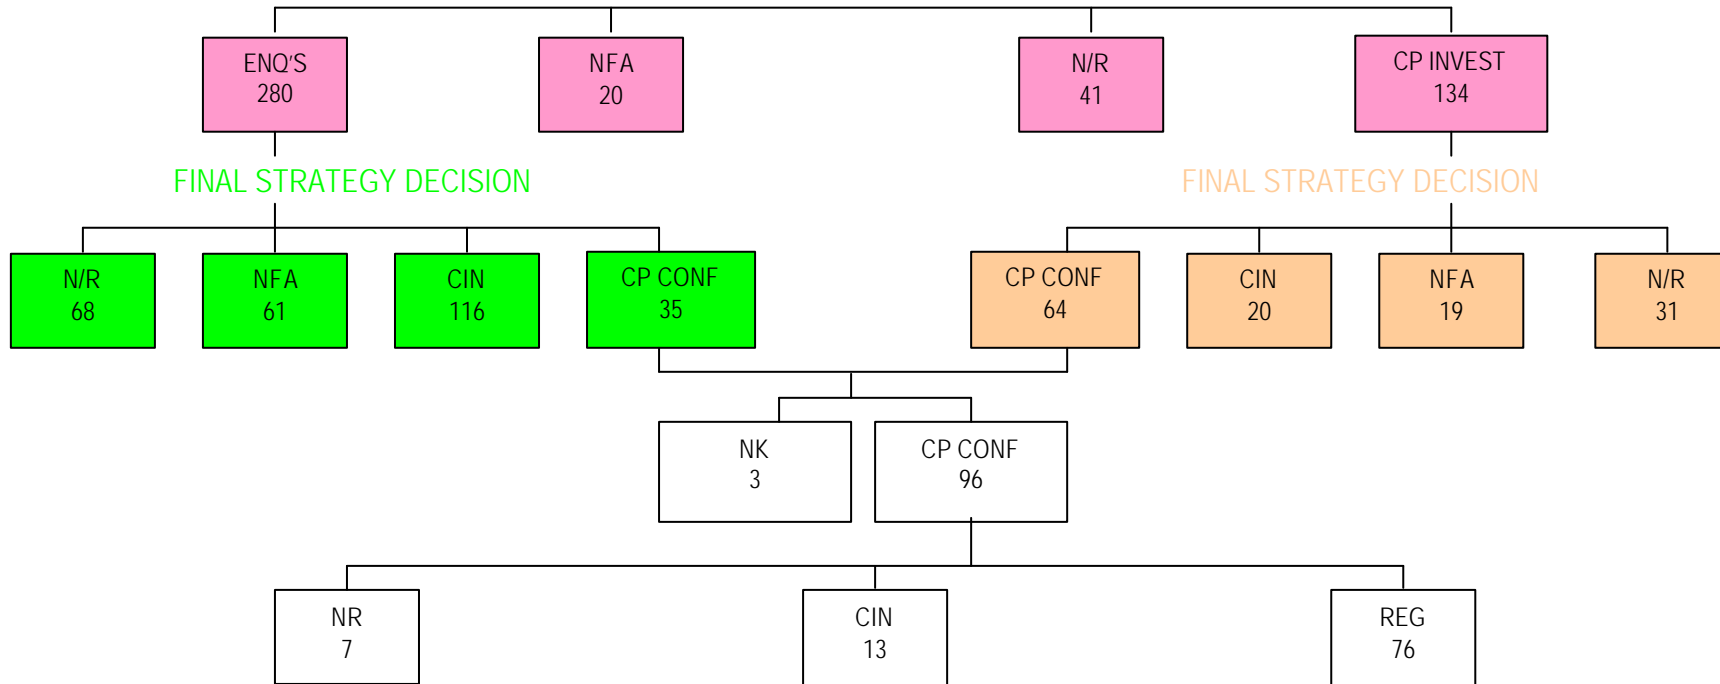 ENQ'S
280
NFA
20
N/R
41
CP INVEST
134
FINAL STRATEGY DECISION
FINAL STRATEGY DECISION
N/R
68
NFA
61
CIN
116
CP CONF
35
CP CONF
64
CIN
20
NFA
19
N/R
31
NK
3
CP CONF
96
NR
7
CIN
13
REG
76